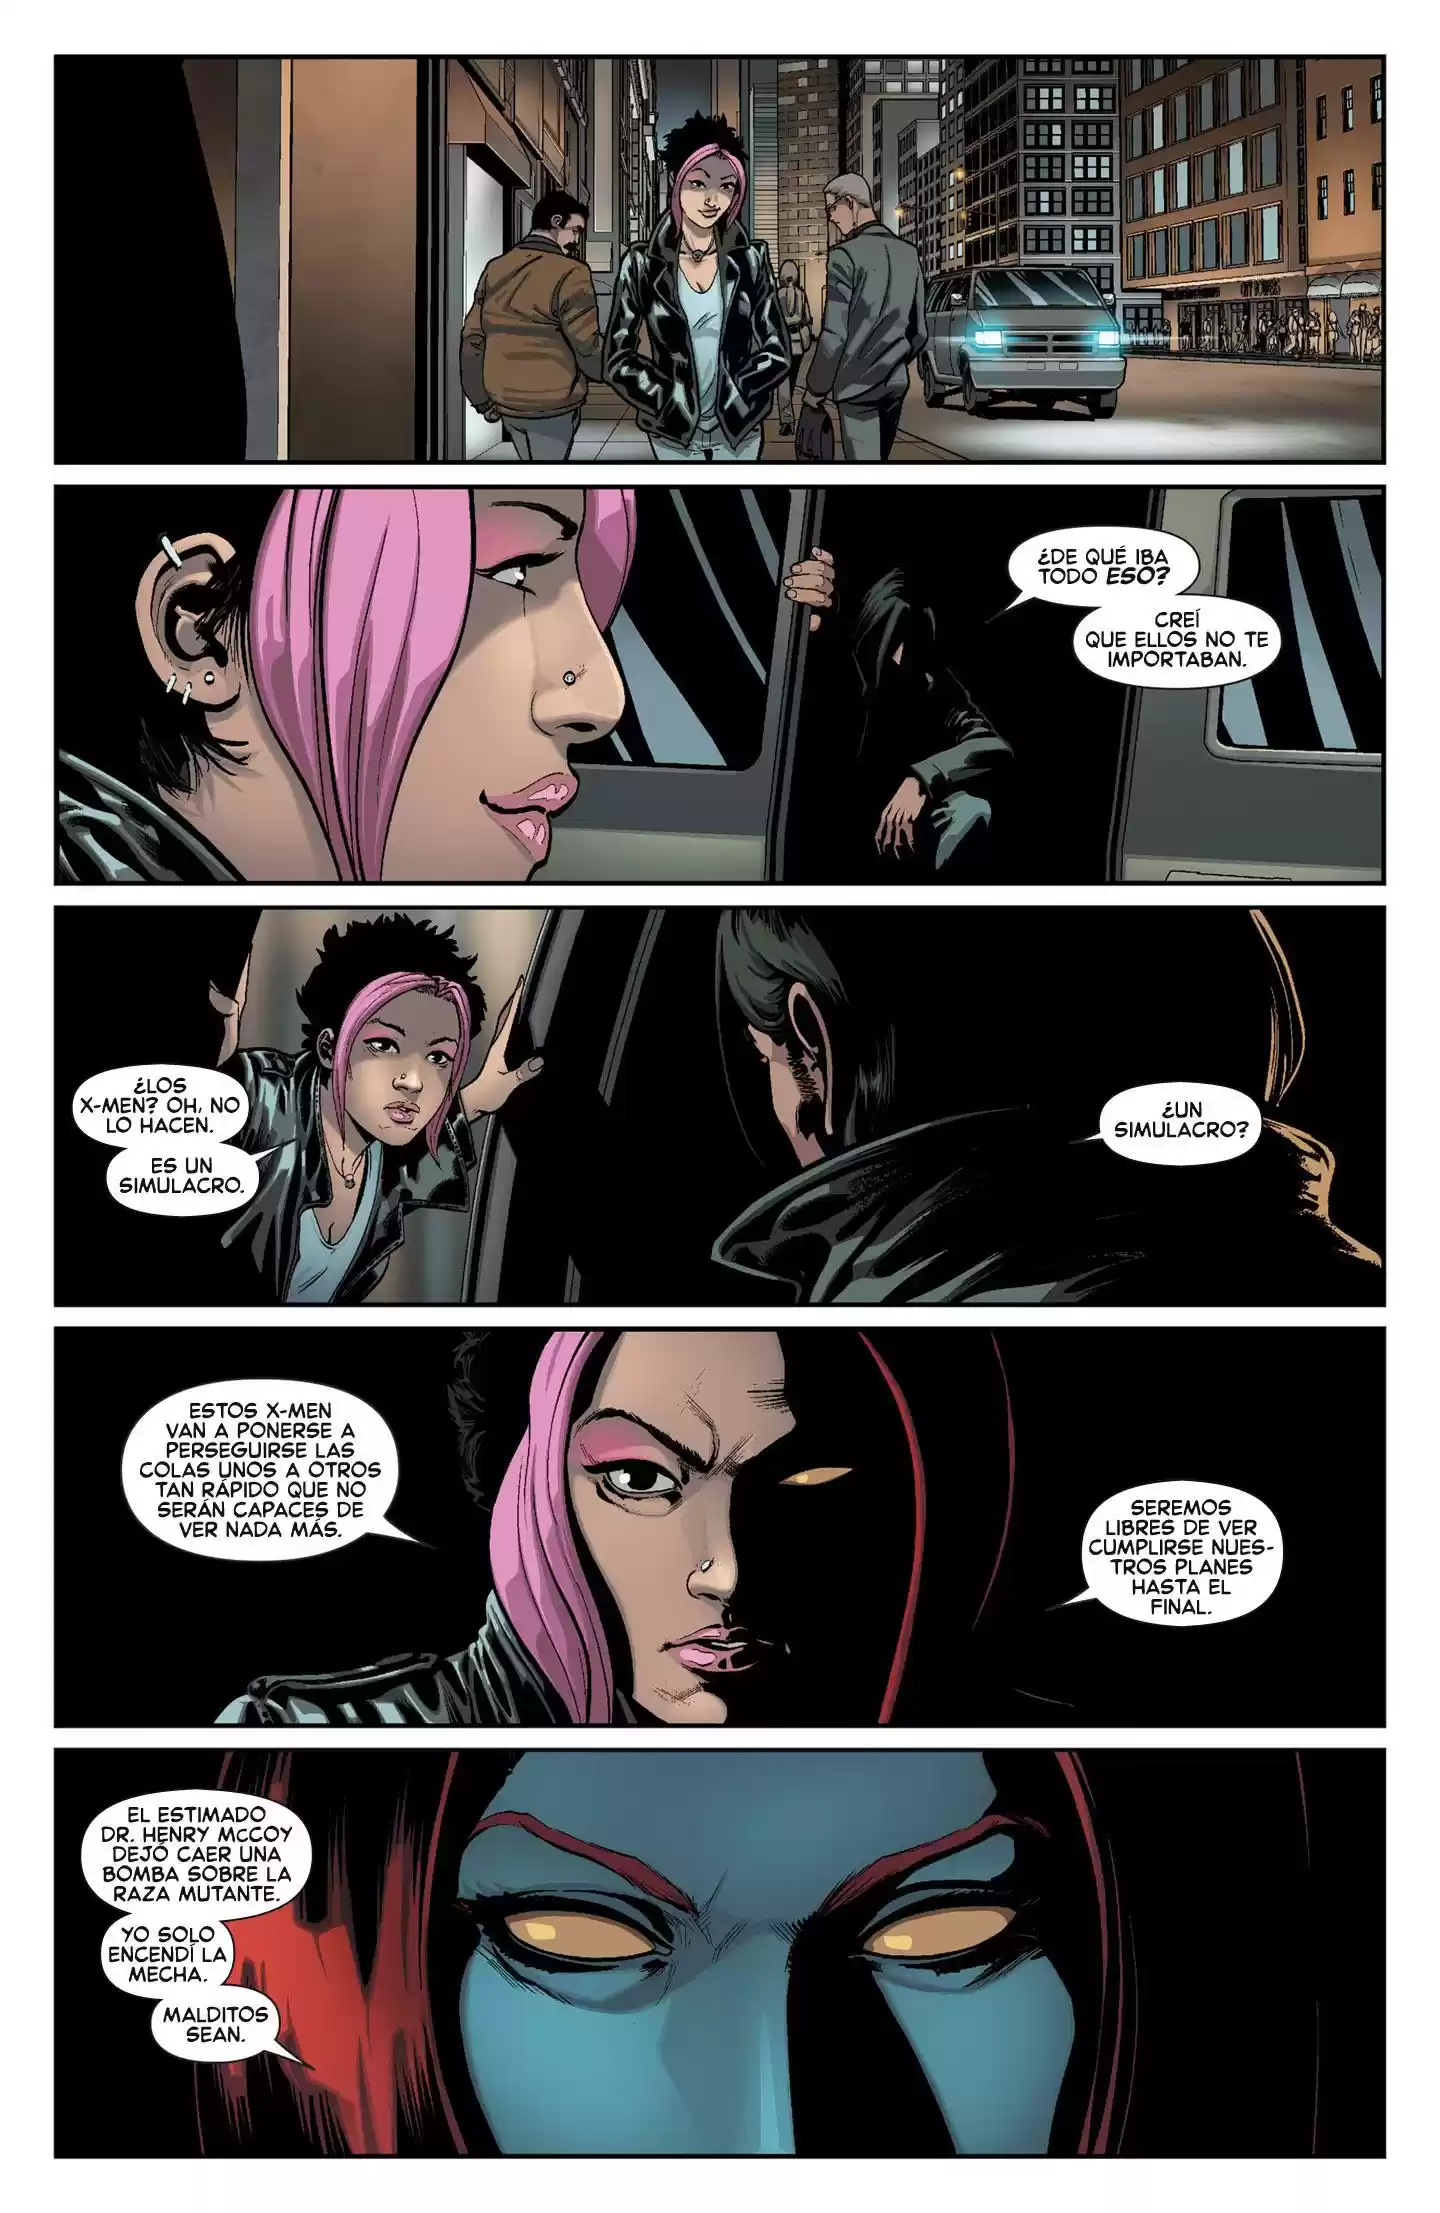 ¿DE QUÉ IBA
TODO ESO?
CREÍ
QUE ELLOS NO TE
IMPORTABAN.
¿LOS
X-MEN? OH, NO
LO HACEN.
ES UN
SIMULACRO.
¿UN
SIMULACRO?
ESTOS X-MEN
VAN A PONERSE A
PERSEGUIRSE LAS
COLAS UNOS A OTROS
TAN RÁPIDO QUE NO
SERÁN CAPACES DE
VER NADA MÁS.
SEREMOS
LIBRES DE VER
CUMPLIRSE NUES-
TROS PLANES
HASTA EL
FINAL.
EL ESTIMADO
DR. HENRY MCCOY
DEJÓ CAER UNA
BOMBA SOBRE LA
RAZA MUTANTE.
YO SOLO
ENCENDÍ LA
MECHA.
MALDITOS
SEAN.